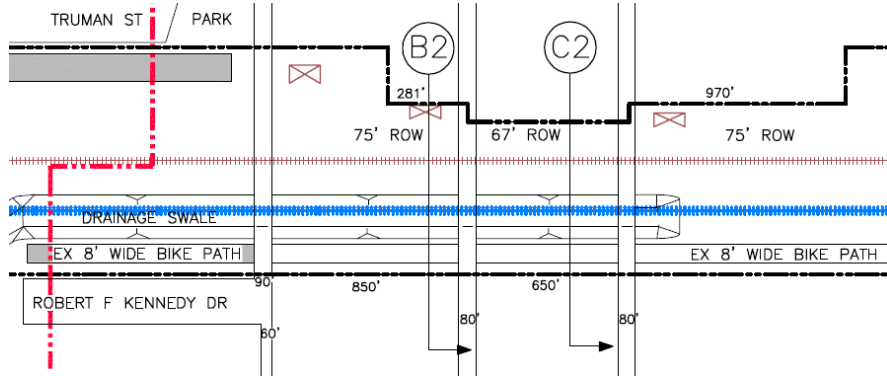 TRUMAN ST PARK
B2 C2
281' 970'
75' ROW 67' ROW 75' ROW
DRAINAGE SWALE
EX 8' WIDE BIKE PATH EX 8' WIDE BIKE PATH
90' 850' 650'
ROBERT F KENNEDY DR
60' 80' 80'